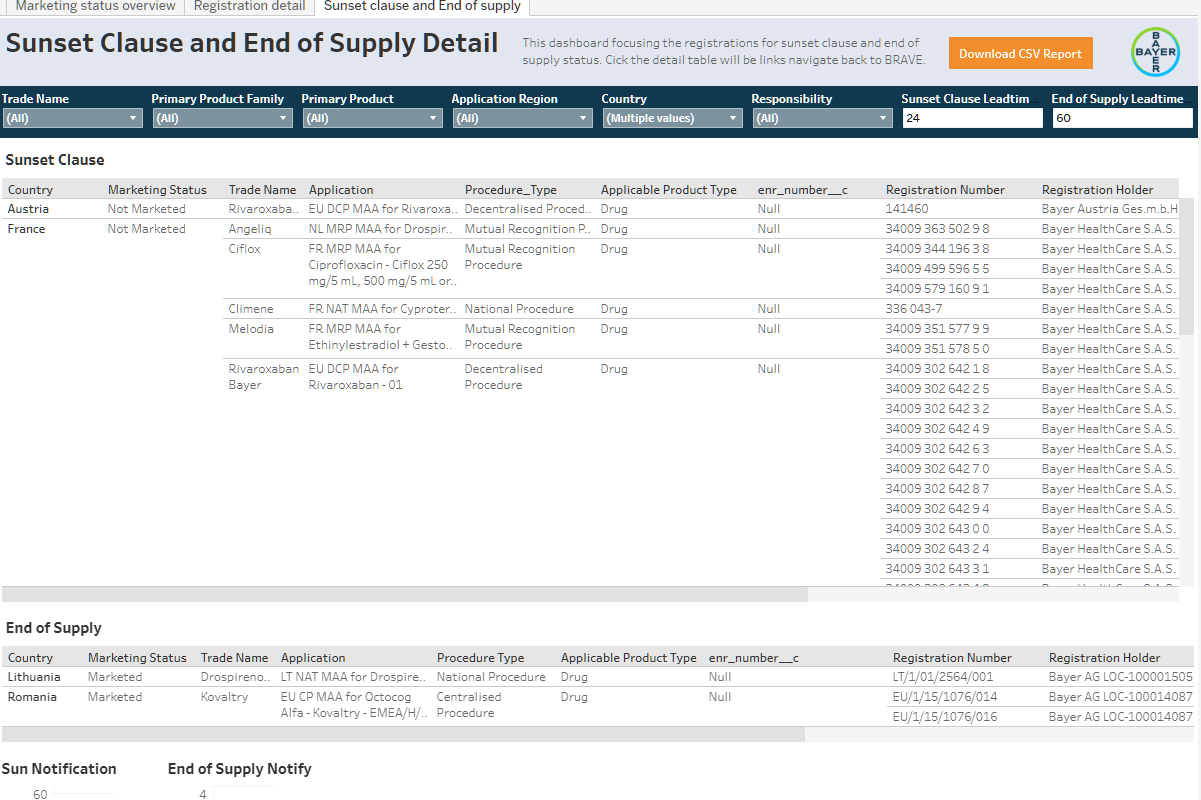 Marketing status overview Registration detail Sunset clause and End of supply
Sunset Clause and End of Supply Detail
This dashboard focusing the registrations for sunset clause and end of
supply status. Cick the detail table will be links navigate back to BRAVE.
Download CSV Report
BAYER
BAYER
Trade Name Primary Product Family Primary Product Application Region Country Responsibility Sunset Clause Leadtim End of Supply Leadtime
(All) (All) (All) (All) (Multiple values) (All) 24 60
Sunset Clause
Country Marketing Status Trade Name Application Procedure_Type Applicable Product Type enr_number__c Registration Number Registration Holder
Austria Not Marketed Rivaroxaba.. EU DCP MAA for Rivaroxa.. Decentralised Proced.. Drug Null 141460 Bayer Austria Ges.m.b.H
France Not Marketed Angeliq NL MRP MAA for Drospir.. Mutual Recognition P.. Drug Null 34009 363 502 9 8 Bayer HealthCare S.A.S.
Ciflox FR MRP MAA for Mutual Recognition Drug Null 34009 344 196 3 8 Bayer HealthCare S.A.S.
Ciprofloxacin - Ciflox 250 Procedure 34009 499 596 5 5 Bayer HealthCare S.A.S.
mg/5 mL, 500 mg/5 mL or.. 34009 579 160 9 1 Bayer HealthCare S.A.S.
Climene FR NAT MAA for Cyproter.. National Procedure Drug Null 336 043-7 Bayer HealthCare S.A.S.
Melodia FR MRP MAA for Mutual Recognition Drug Null 34009 351 577 9 9 Bayer HealthCare S.A.S.
Ethinylestradiol + Gesto.. Procedure 34009 351 578 5 0 Bayer HealthCare S.A.S.
Rivaroxaban EU DCP MAA for Decentralised Drug Null 34009 302 642 1 8 Bayer HealthCare S.A.S.
Bayer Rivaroxaban - 01 Procedure 34009 302 642 2 5 Bayer HealthCare S.A.S.
34009 302 642 3 2 Bayer HealthCare S.A.S.
34009 302 642 4 9 Bayer HealthCare S.A.S.
34009 302 642 6 3 Bayer HealthCare S.A.S.
34009 302 642 7 0 Bayer HealthCare S.A.S.
34009 302 642 8 7 Bayer HealthCare S.A.S.
34009 302 642 9 4 Bayer HealthCare S.A.S.
34009 302 643 0 0 Bayer HealthCare S.A.S.
34009 302 643 2 4 Bayer HealthCare S.A.S.
34009 302 643 3 1 Bayer HealthCare S.A.S.
End of Supply
Country Marketing Status Trade Name Application Procedure Type Applicable Product Type enr_number__c Registration Number Registration Holder
Lithuania Marketed Drospireno.. LT NAT MAA for Drospire.. National Procedure Drug Null LT/1/01/2564/001 Bayer AG LOC-100001505
Romania Marketed Kovaltry EU CP MAA for Octocog Centralised Drug Null EU/1/15/1076/014 Bayer AG LOC-100014087
Alfa - Kovaltry - EMEA/H/.. Procedure EU/1/15/1076/016 Bayer AG LOC-100014087
Sun Notification End of Supply Notify
60 4